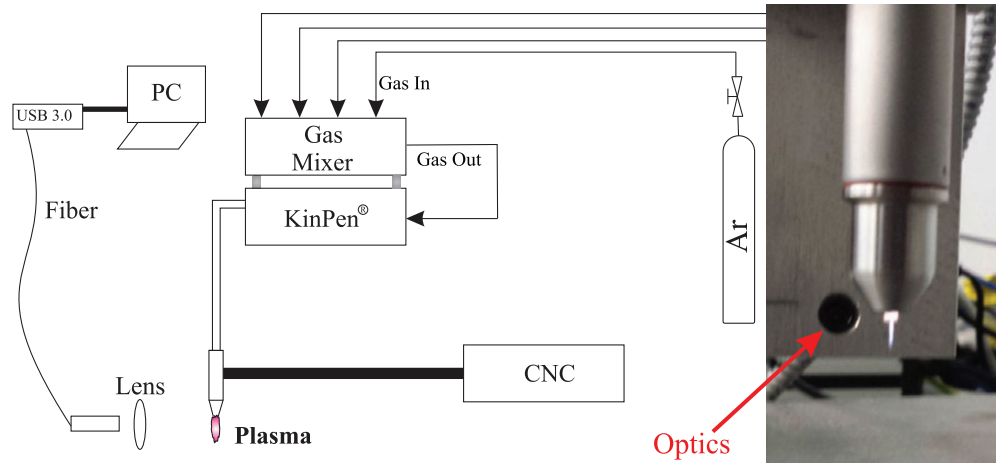 PC
USB 3.0
Fiber
Lens
Gas In
Gas
Mixer
Gas Out
KinPen®
Ar
CNC
Plasma
Optics